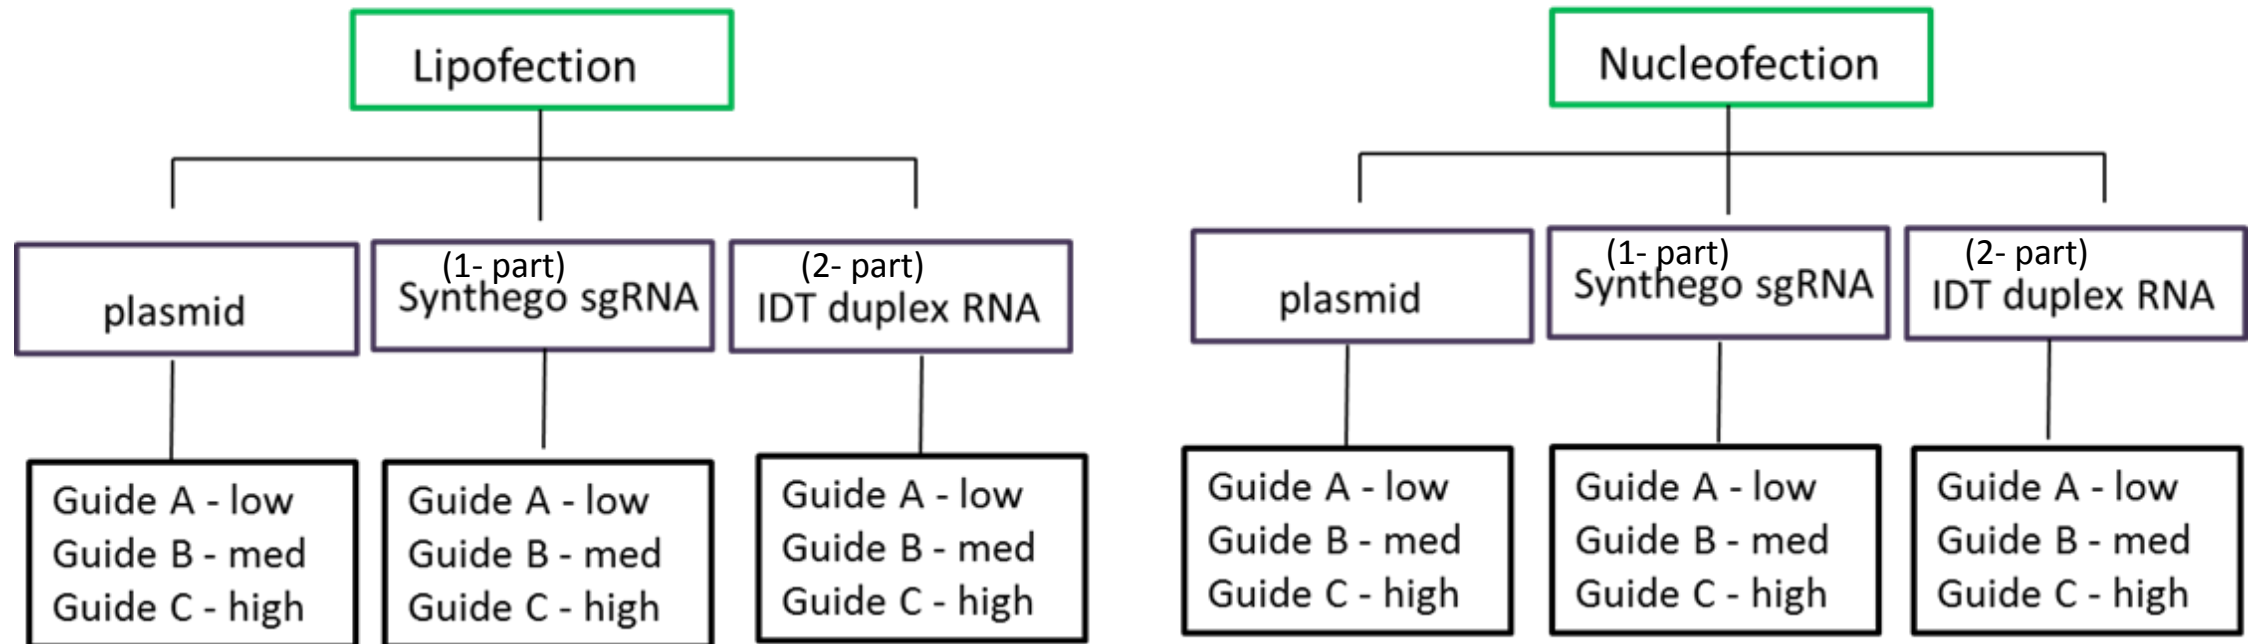 Lipofection
plasmid
(1- part)
Synthego sgRNA
(2- part)
IDT duplex RNA
Guide A - low
Guide B - med
Guide C - high
Guide A - low
Guide B - med
Guide C - high
Guide A - low
Guide B - med
Guide C - high
Nucleofection
plasmid
(1- part)
Synthego sgRNA
(2- part)
IDT duplex RNA
Guide A - low
Guide B - med
Guide C - high
Guide A - low
Guide B - med
Guide C - high
Guide A - low
Guide B - med
Guide C - high